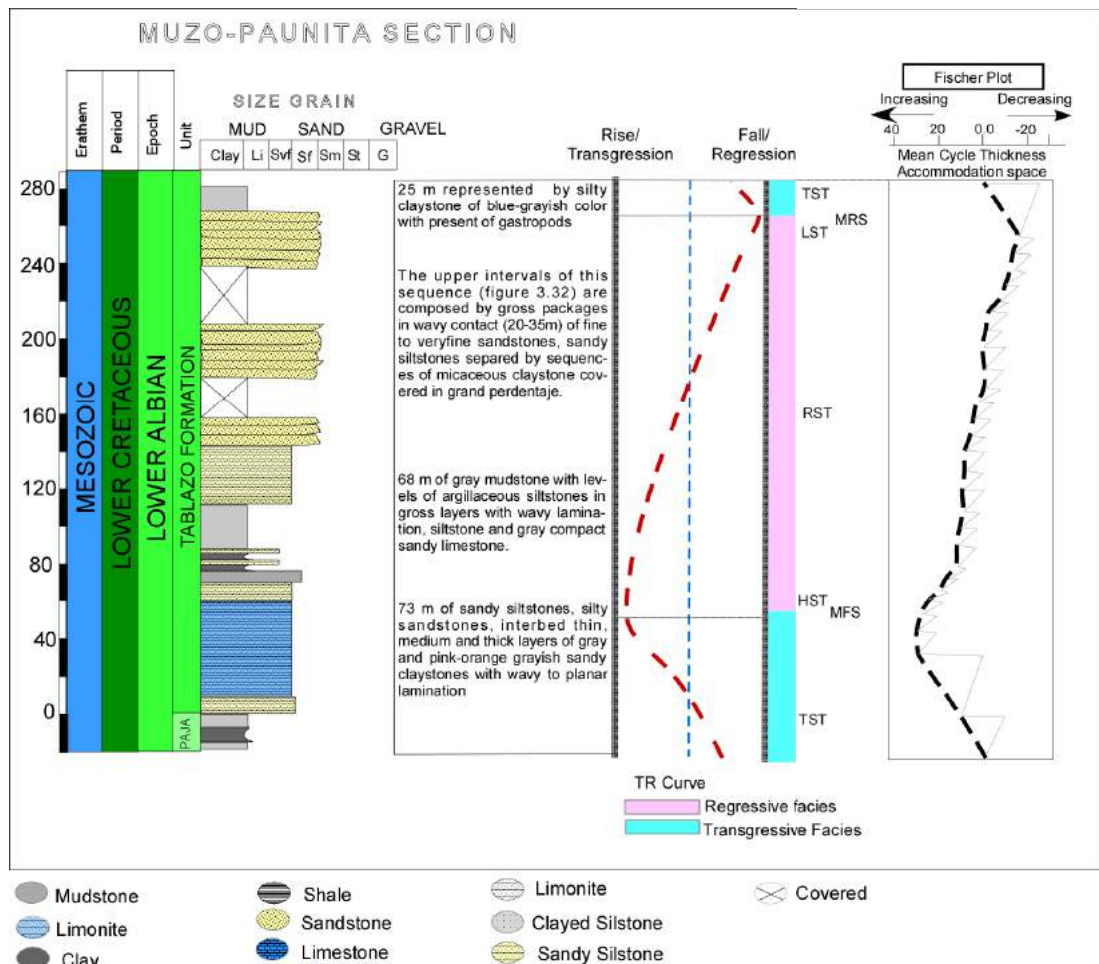 MUZO-PAUNITA SECTION
Erathem
Period
Epoch
Unit
SIZE GRAIN
MUD SAND GRAVEL
Clay Li Svf Sf Sm St G
Rise/
Transgression
Fall/
Regression
Fischer Plot
Increasing Decreasing
40 20 0 0 -20
Mean Cycle Thickness
Accommodation space
280
240
200
160
120
80
40
0
MESOZOIC
LOWER CRETACEOUS
LOWER ALBIAN
TABLAZO FORMATION
PAJA
25 m represented by silty
claystone of blue-grayish color
with present of gastropods
The upper intervals of this
sequence (figure 3.32) are
composed by gross packages
in wavy contact (20-35m) of fine
to veryfine sandstones, sandy
siltstones separed by sequenc-
es of micaceous claystone cov-
ered in grand perdentaje.
68 m of gray mudstone with lev-
els of argillaceous siltstones in
gross layers with wavy lamina-
tion, siltstone and gray compact
sandy limestone.
73 m of sandy siltstones, silty
sandstones, interbed thin,
medium and thick layers of gray
and pink-orange grayish sandy
claystones with wavy to planar
lamination
TST
MRS
LST
RST
HST
MFS
TST
TR Curve
Regressive facies
Transgressive Facies
Mudstone
Limonite
Clay
Shale
Sandstone
Limestone
Limonite
Clayed Silstone
Sandy Silstone
Covered